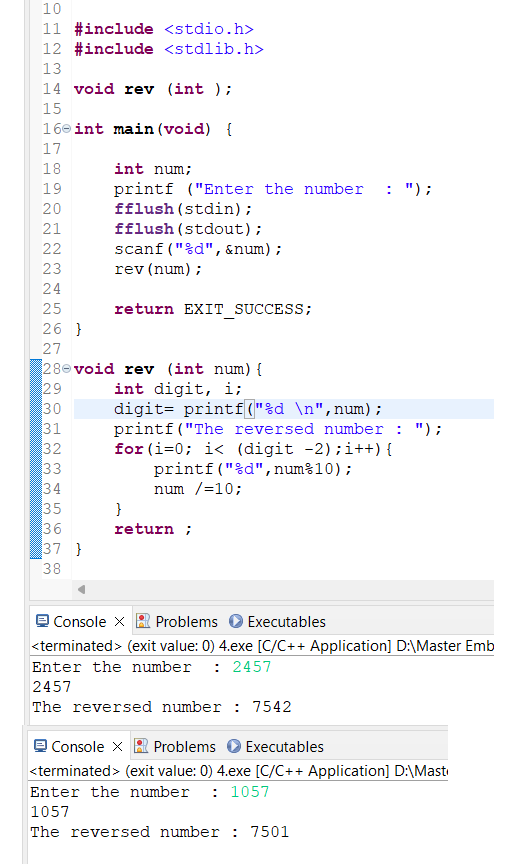 10
11 #include <stdio.h>
12 #include <stdlib.h>
13
14 void rev (int );
15
16 int main(void) {
17
18     int num;
19     printf ("Enter the number  : ");
20     fflush(stdin);
21     fflush(stdout);
22     scanf("%d",&num);
23     rev(num);
24
25     return EXIT_SUCCESS;
26 }
27
28 void rev (int num){
29     int digit, i;
30     digit= printf("%d \n",num);
31     printf("The reversed number : ");
32     for(i=0; i< (digit -2);i++){
33         printf("%d",num%10);
34         num /=10;
35     }
36     return ;
37 }
38
Console × Problems Executables
<terminated> (exit value: 0) 4.exe [C/C++ Application] D:\Master Emb
Enter the number  : 2457
2457
The reversed number : 7542
Console × Problems Executables
<terminated> (exit value: 0) 4.exe [C/C++ Application] D:\Maste
Enter the number  : 1057
1057
The reversed number : 7501